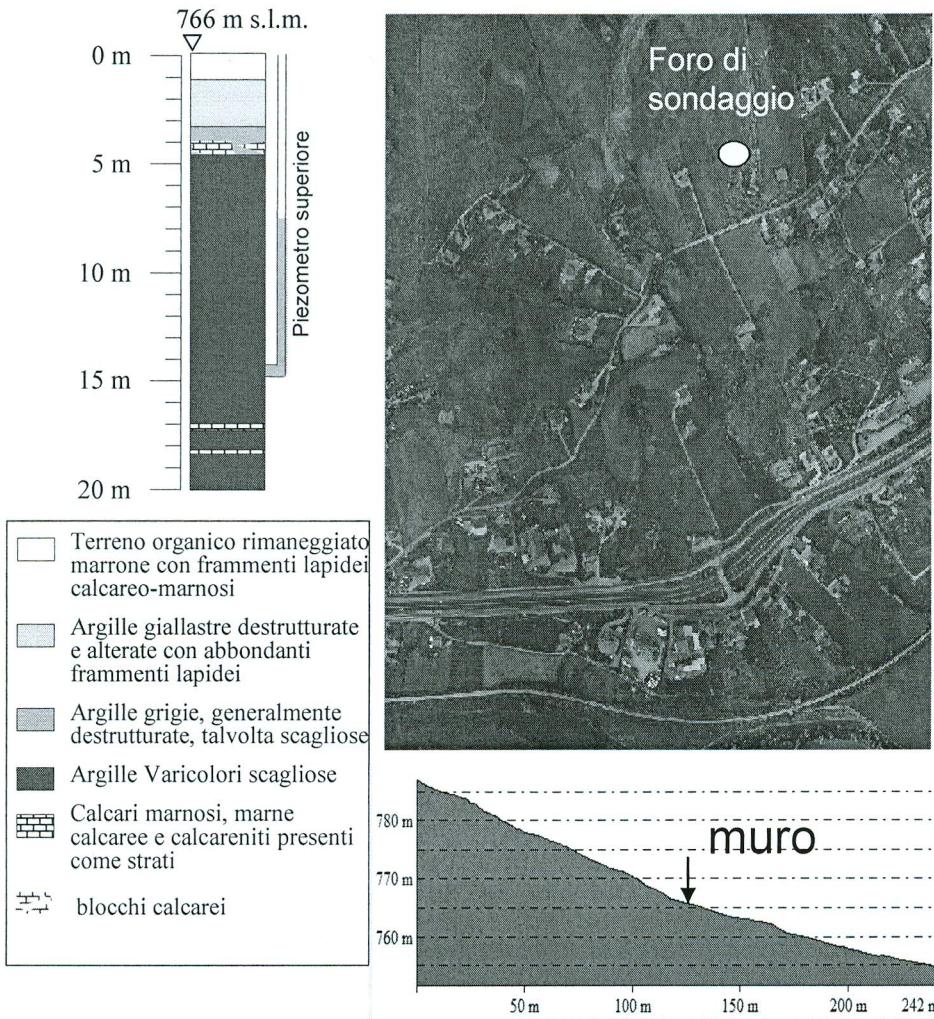 766 m s.l.m.
0 m
5 m
10 m
15 m
20 m
Piezometro superiore
Terreno organico rimaneggiato
marrone con frammenti lapidei
calcareo-marnosi
Argille giallastre destrutturate
e alterate con abbondanti
frammenti lapidei
Argille grigie, generalmente
destrutturate, talvolta scagliose
Argille Varicolori scagliose
Calcari marnosi, marne
calcaree e calcareniti presenti
come strati
blocchi calcarei
Foro di
sondaggio
muro
780 m
770 m
760 m
50 m
100 m
150 m
200 m
242 m